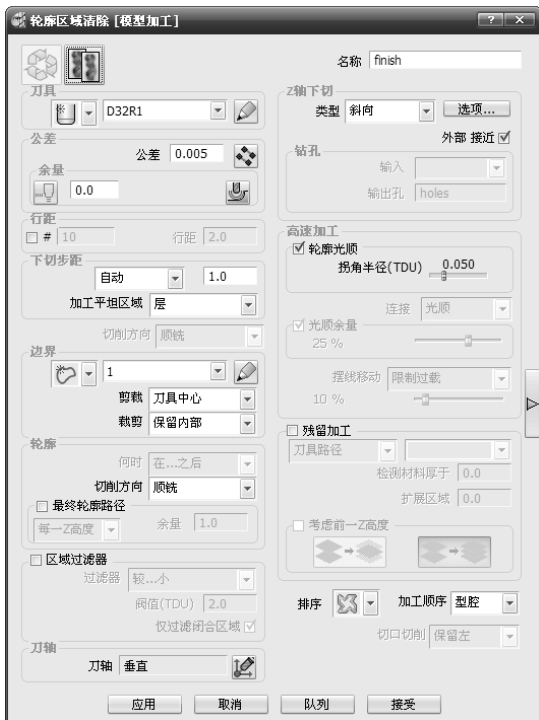 轮廓区域清除 [模型加工]
名称 finish
刀具
D32R1
公差
公差 0.005
余量
0.0
行距
# 10 行距 2.0
下切步距
自动 1.0
加工平坦区域 层
切削方向 顺铣
边界
1
剪裁 刀具中心
裁剪 保留内部
轮廓
何时 在...之后
切削方向 顺铣
最终轮廓路径
每一Z高度 余量 1.0
区域过滤器
过滤器 较...小
阀值(TDU) 2.0
仅过滤闭合区域
刀轴
刀轴 垂直
Z轴下切
类型 斜向 选项...
外部 接近
钻孔
输入
输出孔 holes
高速加工
轮廓光顺
拐角半径(TDU) 0.050
连接 光顺
光顺余量
25 %
摆线移动 限制过载
10 %
残留加工
刀具路径
检测材料厚于 0.0
扩展区域 0.0
考虑前一Z高度
排序 加工顺序 型腔
切口切削 保留左
应用 取消 队列 接受